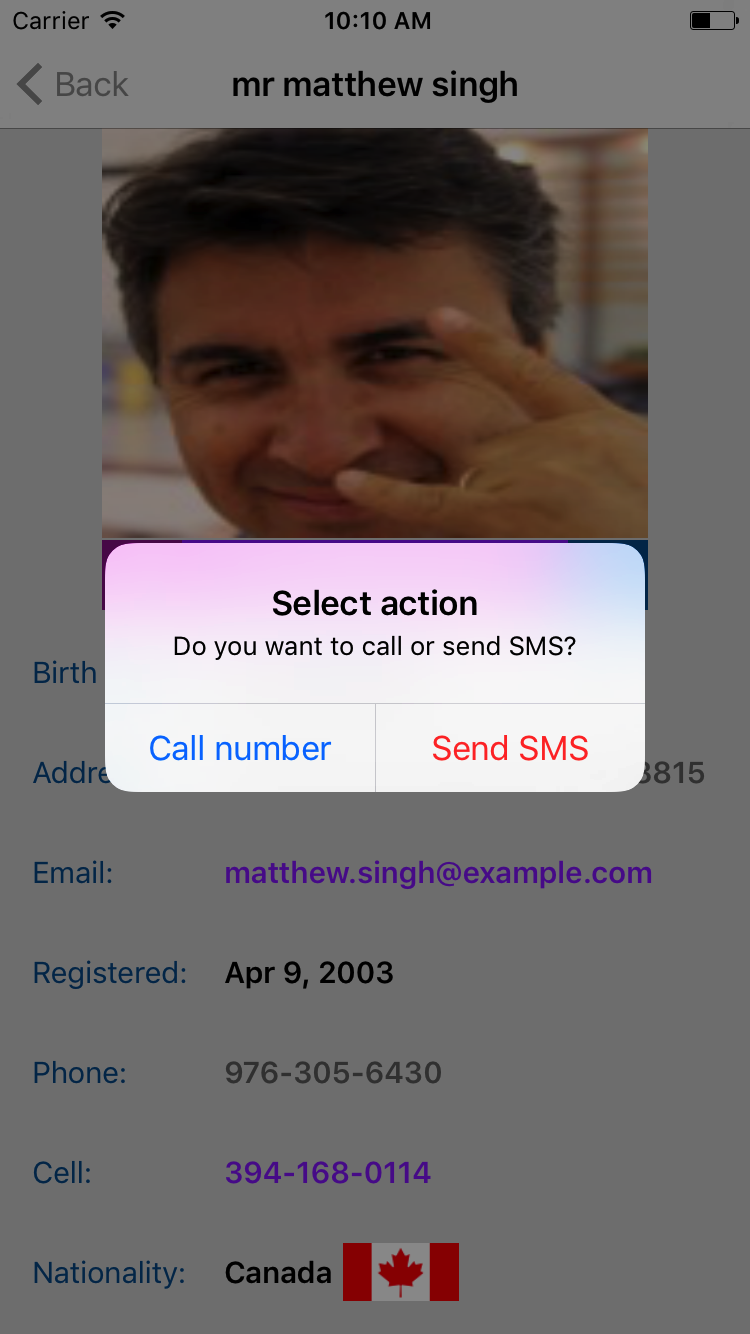 Carrier 10:10 AM
Back mr matthew singh
Select action
Do you want to call or send SMS?
Call number Send SMS
Birth
Addre 3815
Email: matthew.singh@example.com
Registered: Apr 9, 2003
Phone: 976-305-6430
Cell: 394-168-0114
Nationality: Canada